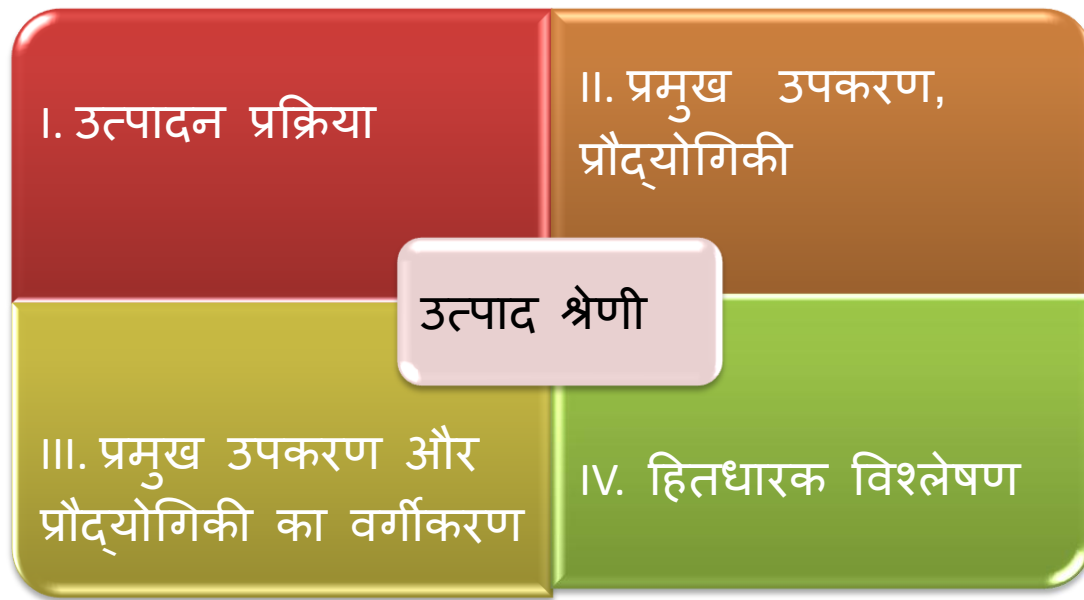 I. उत्पादन प्रक्रिया
II. प्रमुख उपकरण,
प्रौद्योगिकी
उत्पाद श्रेणी
III. प्रमुख उपकरण और
प्रौद्योगिकी का वर्गीकरण
IV. हितधारक विश्लेषण